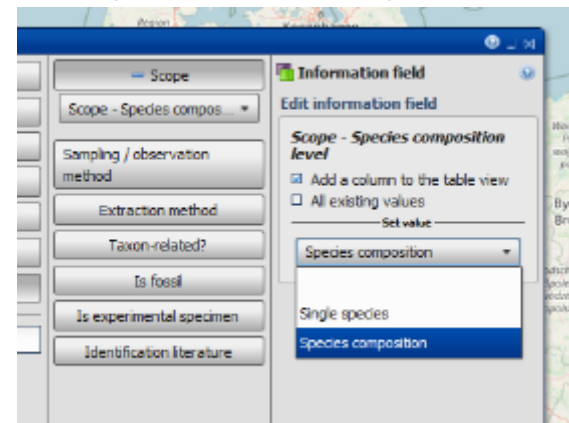 Scope
Scope - Species compos...
Sampling / observation
method
Extraction method
Taxon-related?
Is fossil
Is experimental specimen
Identification literature
Information field
Edit information field
Scope - Species composition
level
Add a column to the table view
All existing values
Set value
Species composition
Single species
Species composition